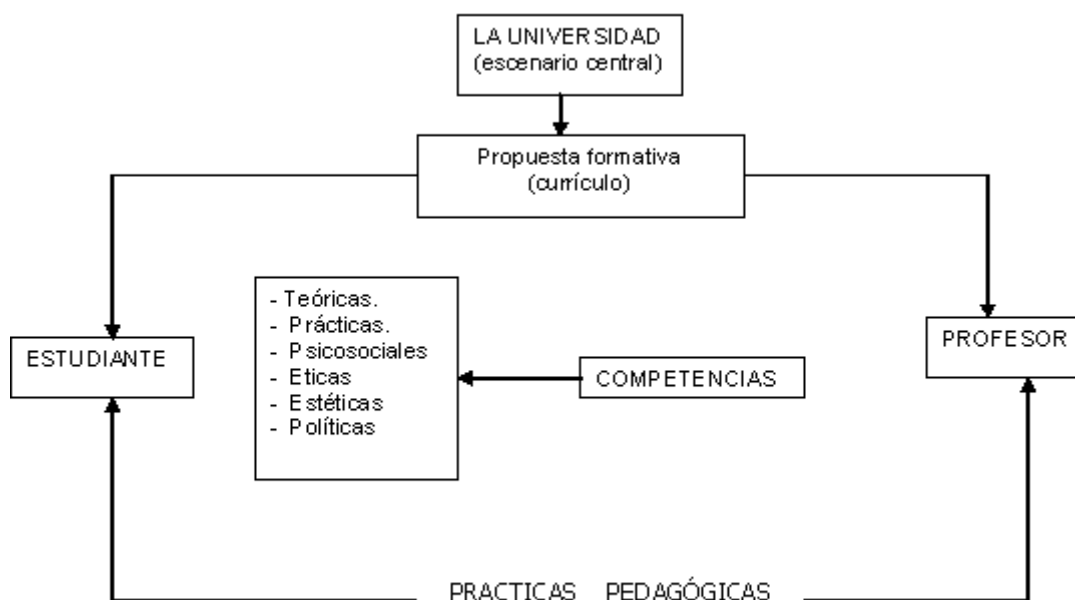 LA UNIVERSIDAD
(escenario central)
Propuesta formativa
(currículo)
- Teóricas.
- Prácticas.
- Psicosociales
- Eticas
- Estéticas
- Políticas
ESTUDIANTE
COMPETENCIAS
PROFESOR
PRACTICAS PEDAGÓGICAS